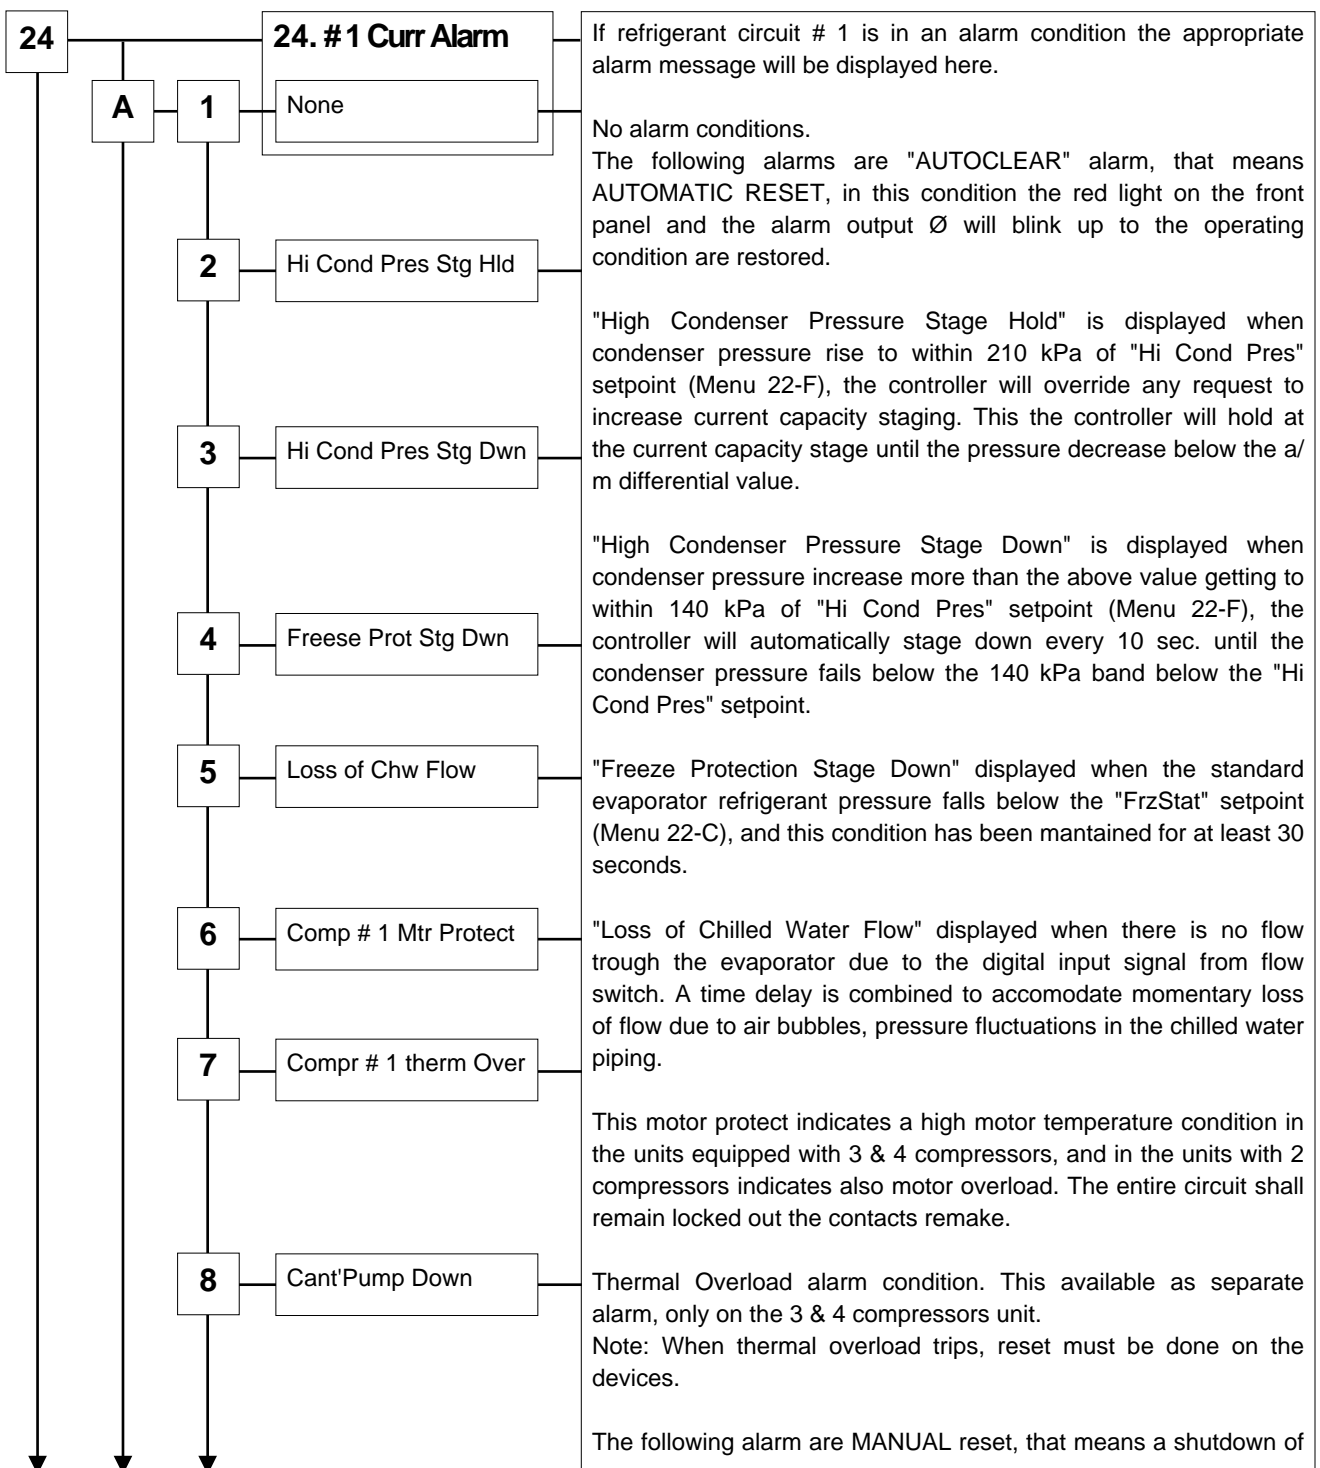 24
24. # 1 Curr Alarm
A
1
None
2
Hi Cond Pres Stg Hld
3
Hi Cond Pres Stg Dwn
4
Freese Prot Stg Dwn
5
Loss of Chw Flow
6
Comp # 1 Mtr Protect
7
Compr # 1 therm Over
8
Cant'Pump Down
If refrigerant circuit # 1 is in an alarm condition the appropriate
alarm message will be displayed here.
No alarm conditions.
The following alarms are "AUTOCLEAR" alarm, that means
AUTOMATIC RESET, in this condition the red light on the front
panel and the alarm output Ø will blink up to the operating
condition are restored.
"High Condenser Pressure Stage Hold" is displayed when
condenser pressure rise to within 210 kPa of "Hi Cond Pres"
setpoint (Menu 22-F), the controller will override any request to
increase current capacity staging. This the controller will hold at
the current capacity stage until the pressure decrease below the a/
m differential value.
"High Condenser Pressure Stage Down" is displayed when
condenser pressure increase more than the above value getting to
within 140 kPa of "Hi Cond Pres" setpoint (Menu 22-F), the
controller will automatically stage down every 10 sec. until the
condenser pressure fails below the 140 kPa band below the "Hi
Cond Pres" setpoint.
"Freeze Protection Stage Down" displayed when the standard
evaporator refrigerant pressure falls below the "FrzStat" setpoint
(Menu 22-C), and this condition has been mantained for at least 30
seconds.
"Loss of Chilled Water Flow" displayed when there is no flow
trough the evaporator due to the digital input signal from flow
switch. A time delay is combined to accomodate momentary loss
of flow due to air bubbles, pressure fluctuations in the chilled water
piping.
This motor protect indicates a high motor temperature condition in
the units equipped with 3 & 4 compressors, and in the units with 2
compressors indicates also motor overload. The entire circuit shall
remain locked out the contacts remake.
Thermal Overload alarm condition. This available as separate
alarm, only on the 3 & 4 compressors unit.
Note: When thermal overload trips, reset must be done on the
devices.
The following alarm are MANUAL reset, that means a shutdown of